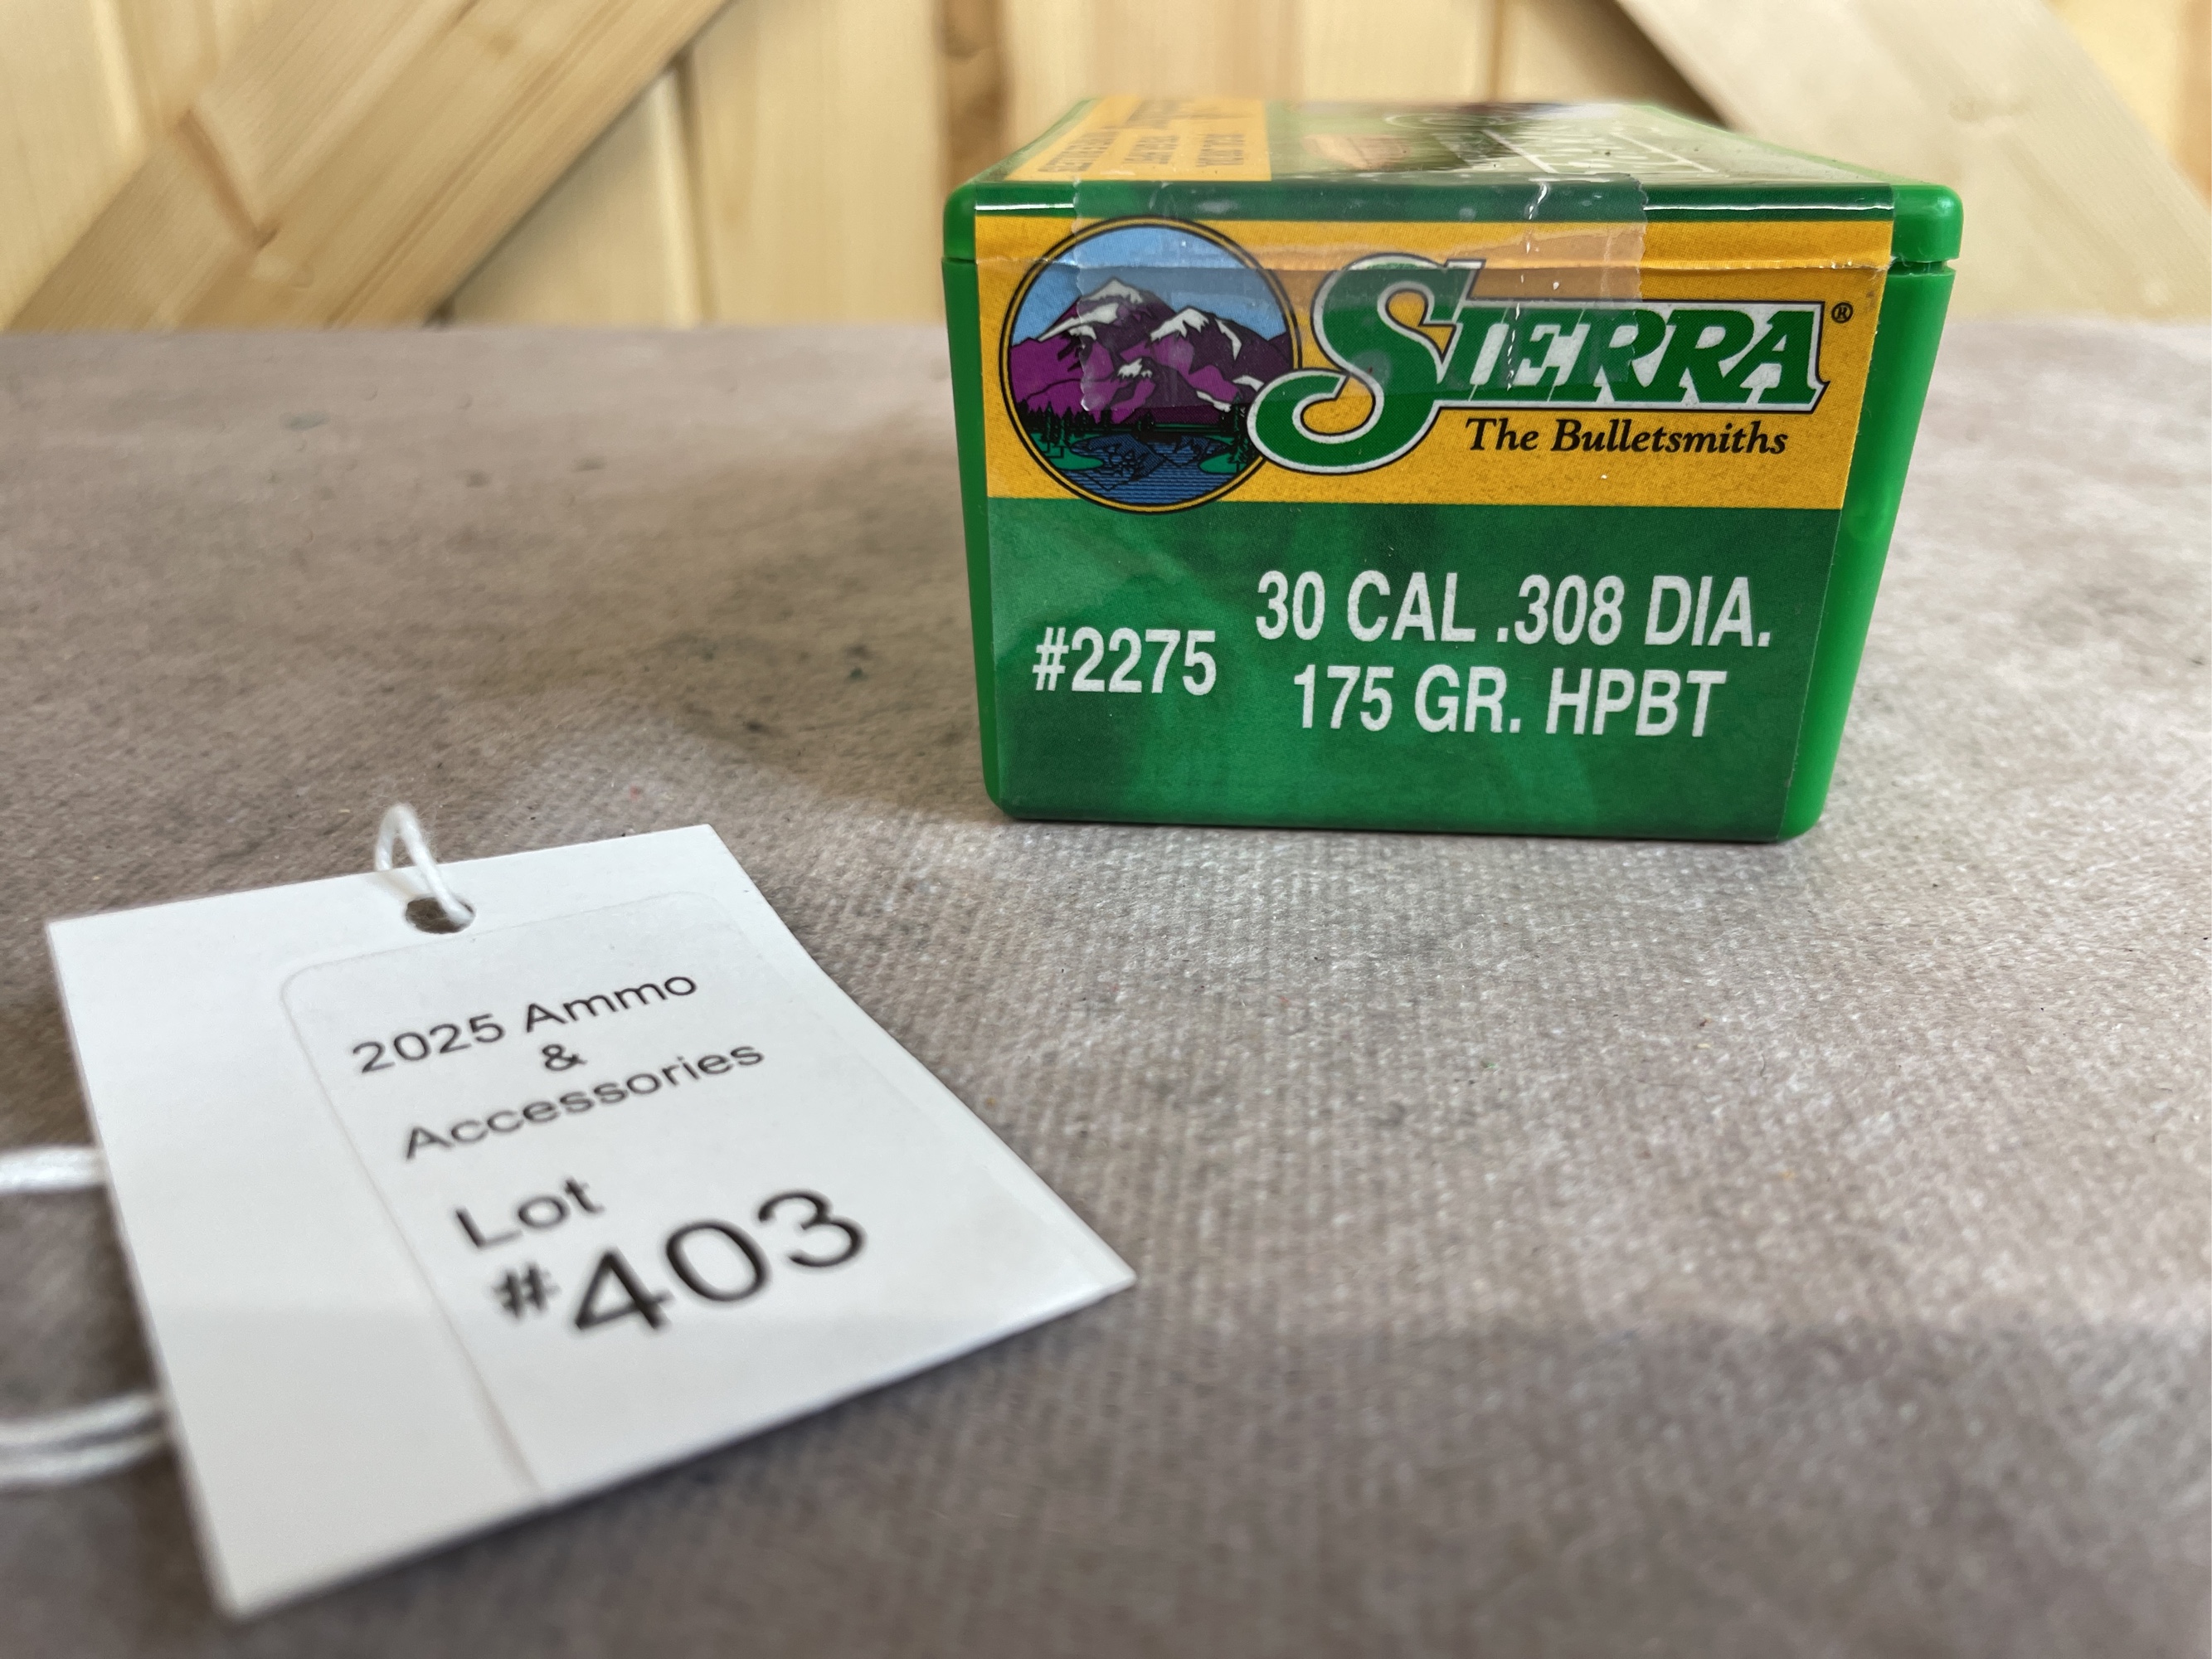 SIERRA®
The Bulletsmiths
#2275
30 CAL .308 DIA.
175 GR. HPBT
2025 Ammo
&
Accessories
Lot
#403